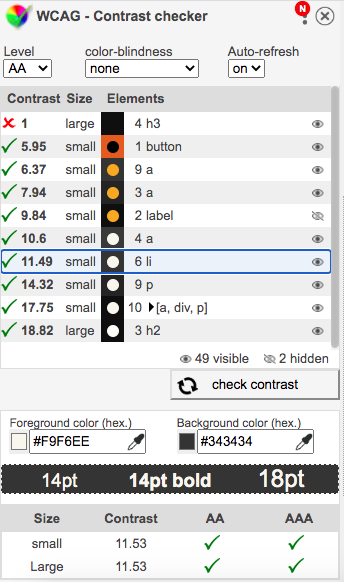 WCAG - Contrast checker
N
Level color-blindness Auto-refresh
AA none on
Contrast Size Elements
1 large 4 h3
5.95 small 1 button
6.37 small 9 a
7.94 small 3 a
9.84 small 2 label
10.6 small 4 a
11.49 small 6 li
14.32 small 9 p
17.75 small 10 [a, div, p]
18.82 large 3 h2
49 visible 2 hidden
check contrast
Foreground color (hex.) Background color (hex.)
#F9F6EE #343434
14pt 14pt bold 18pt
Size Contrast AA AAA
small 11.53
Large 11.53